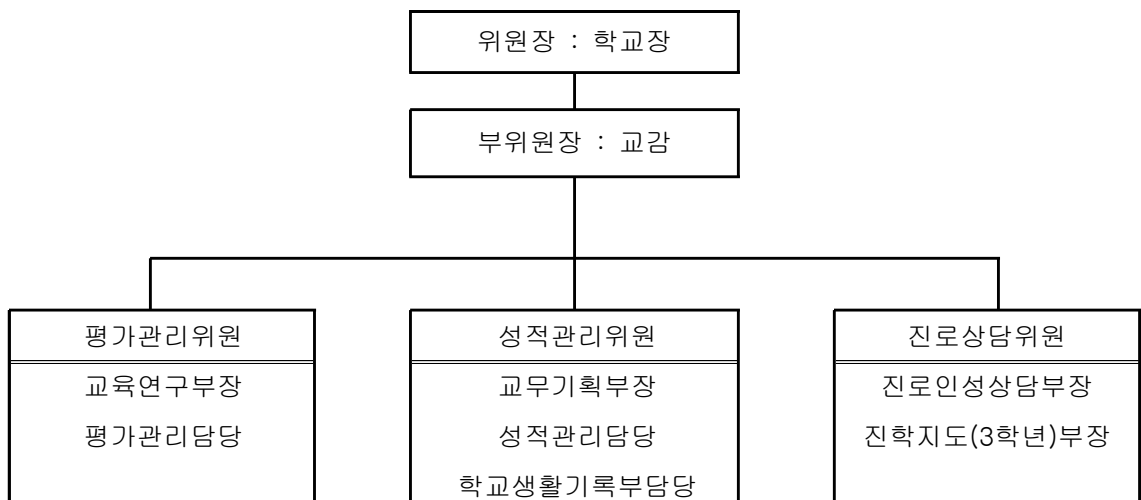 위원장 : 학교장
부위원장 : 교감
평가관리위원
교육연구부장
평가관리담당
성적관리위원
교무기획부장
성적관리담당
학교생활기록부담당
진로상담위원
진로인성상담부장
진학지도(3학년)부장